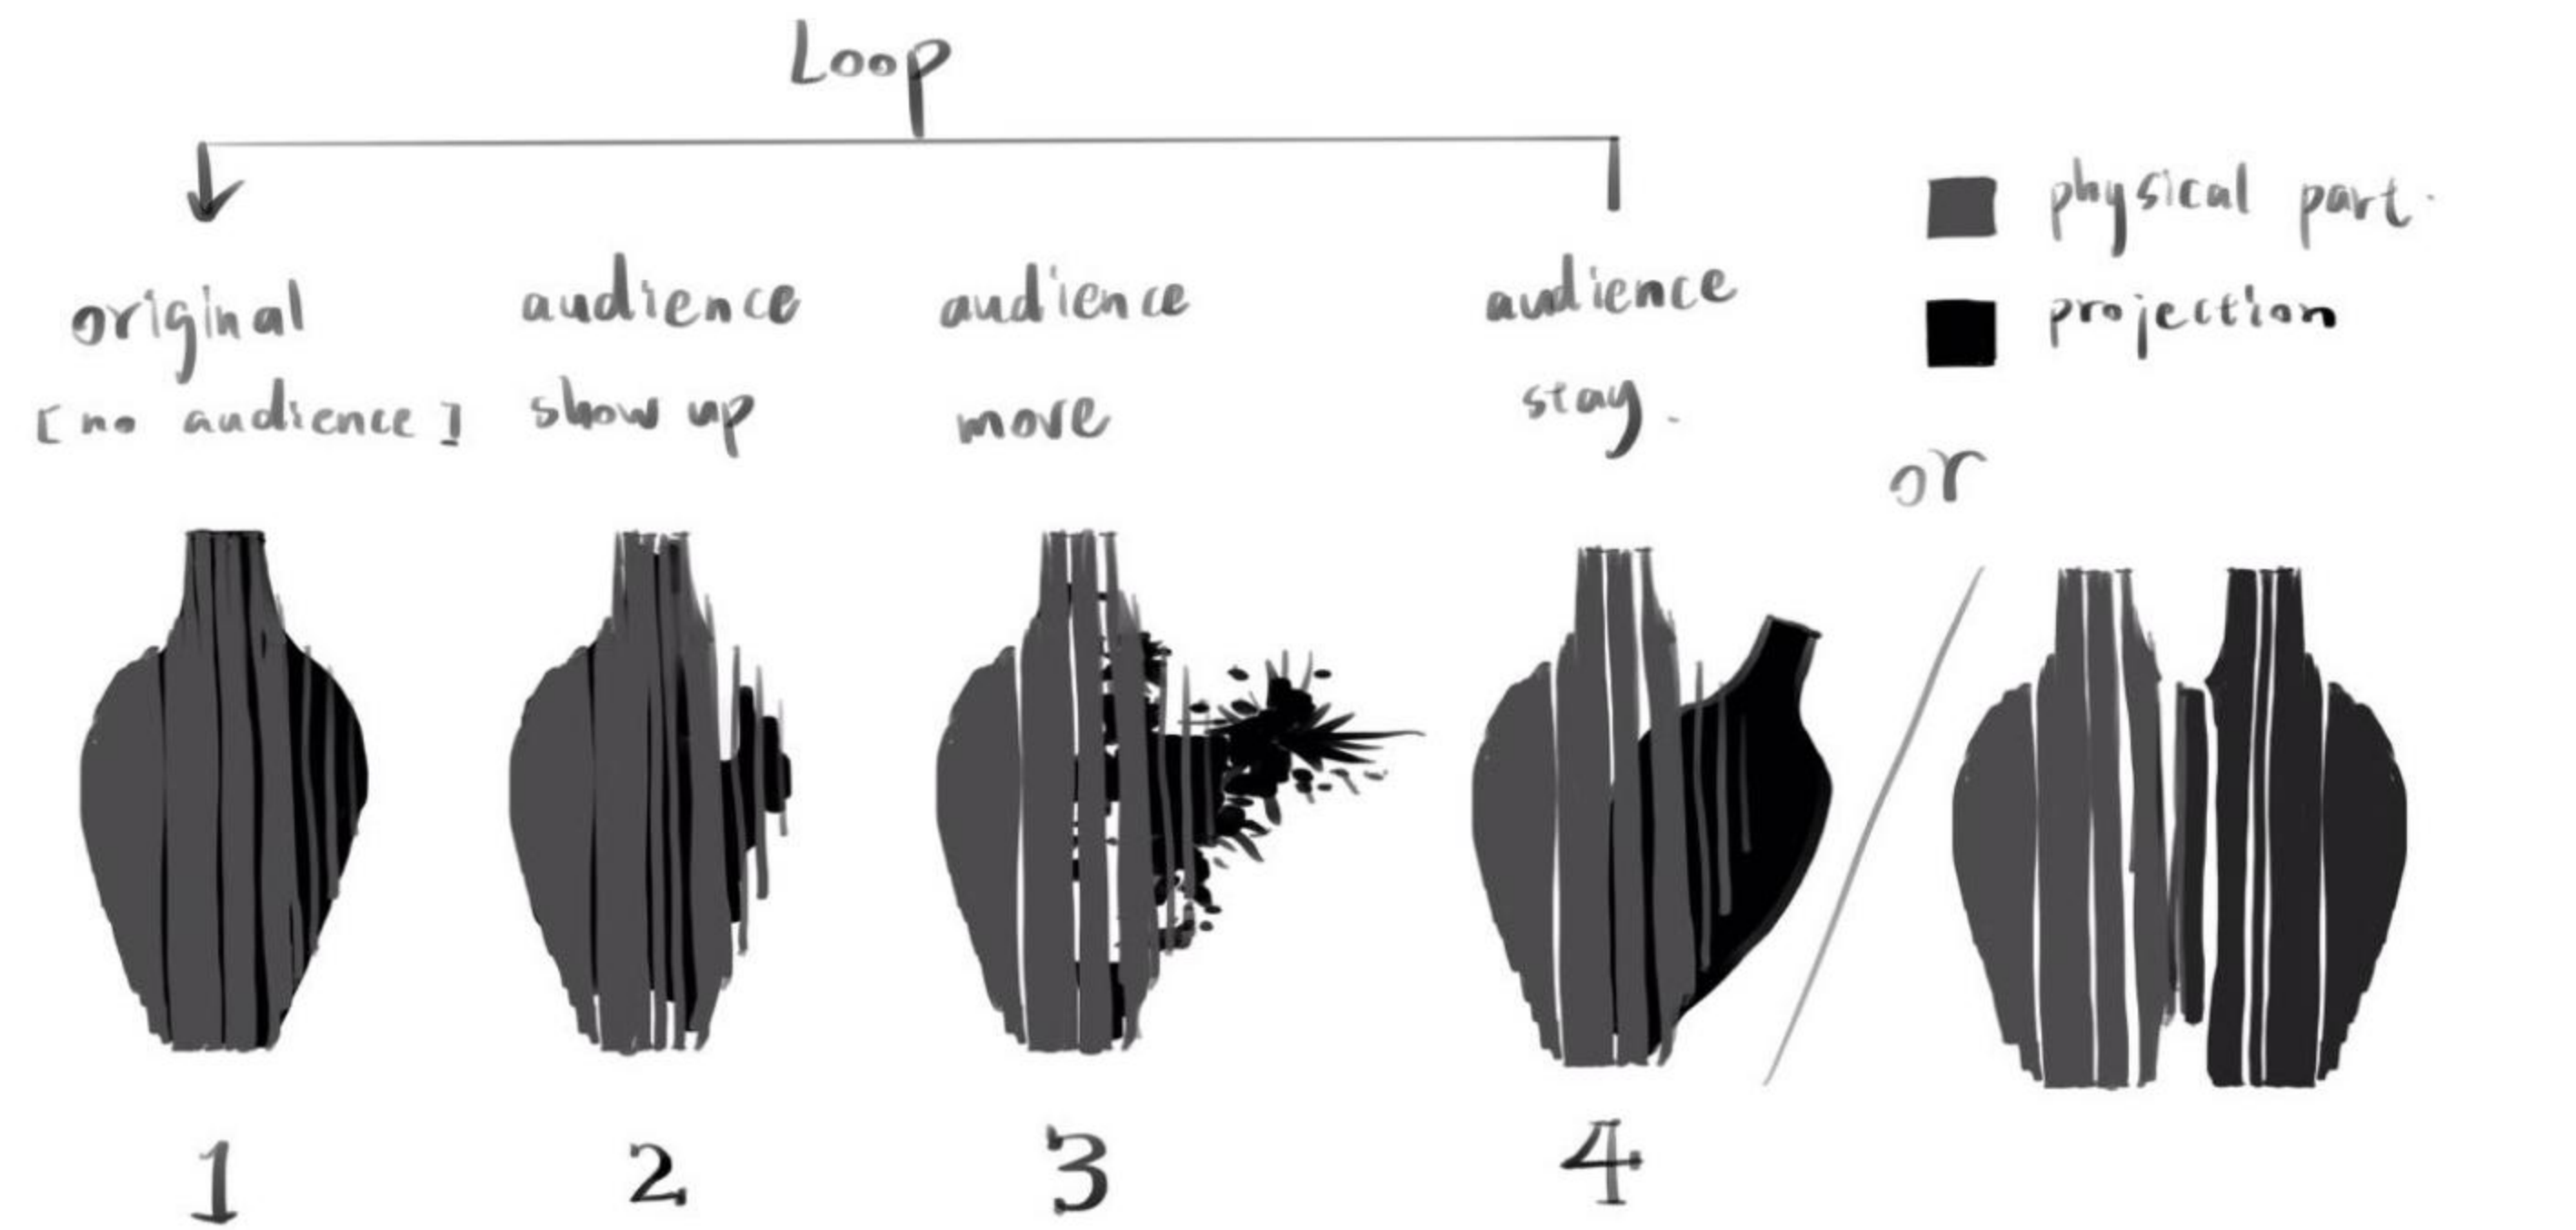 Loop
original
[no audience]
audience
show up
audience
move
audience
stay.
physical part.
projection
or
1
2
3
4